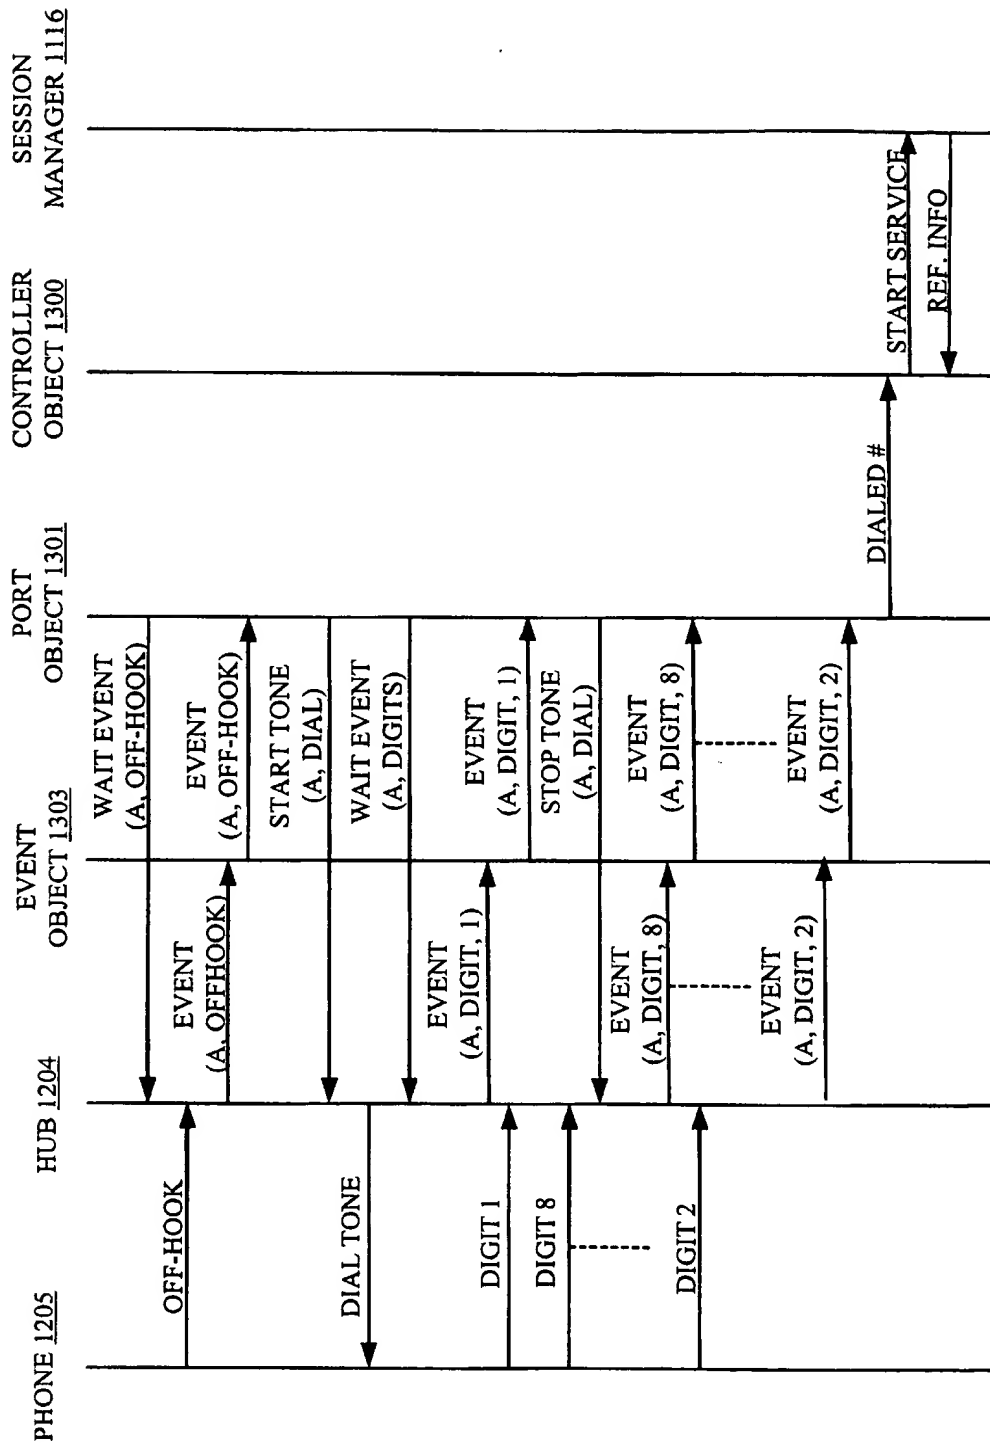 PHONE 1205
HUB 1204
EVENT
OBJECT 1303
PORT
OBJECT 1301
CONTROLLER
OBJECT 1300
SESSION
MANAGER 1116
WAIT EVENT
(A, OFF-HOOK)
OFF-HOOK
EVENT
(A, OFFHOOK)
EVENT
(A, OFF-HOOK)
START TONE
(A, DIAL)
DIAL TONE
WAIT EVENT
(A, DIGITS)
EVENT
(A, DIGIT, 1)
DIGIT 1
EVENT
(A, DIGIT, 1)
DIGIT 8
STOP TONE
(A, DIAL)
EVENT
(A, DIGIT, 8)
EVENT
(A, DIGIT, 8)
DIGIT 2
EVENT
(A, DIGIT, 2)
EVENT
(A, DIGIT, 2)
DIALED #
START SERVICE
REF. INFO